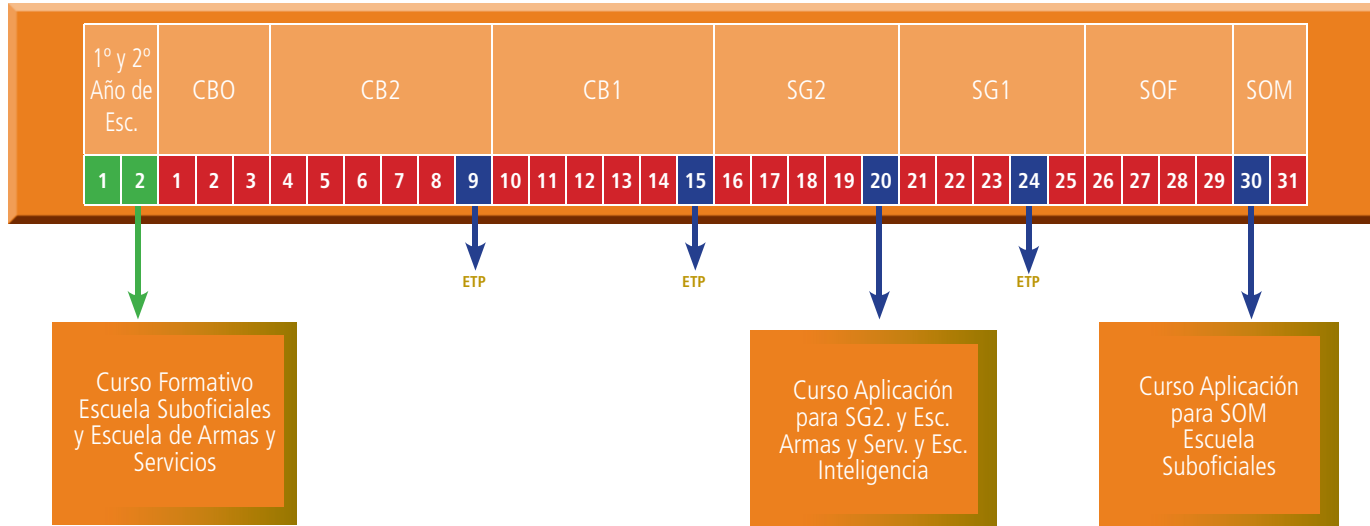 1º y 2º
Año de
Esc.
CBO
CB2
CB1
SG2
SG1
SOF
SOM
1 2 1 2 3 4 5 6 7 8 9 10 11 12 13 14 15 16 17 18 19 20 21 22 23 24 25 26 27 28 29 30 31
ETP
ETP
ETP
Curso Formativo
Escuela Suboficiales
y Escuela de Armas y
Servicios
Curso Aplicación
para SG2. y Esc.
Armas y Serv. y Esc.
Inteligencia
Curso Aplicación
para SOM
Escuela
Suboficiales